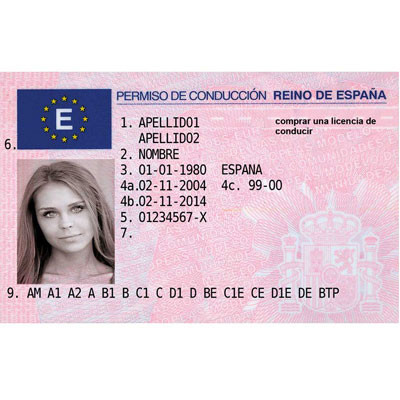 E
PERMISO DE CONDUCCIÓN REINO DE ESPAÑA
1. APELLIDO1
APELLIDO2
comprar una licencia de
conducir
6.
2. NOMBRE
3. 01-01-1980 ESPANA
4a.02-11-2004 4c. 99-00
4b.02-11-2014
5. 01234567-X
7.
9. AM A1 A2 A B1 B C1 C D1 D BE C1E CE D1E DE BTP